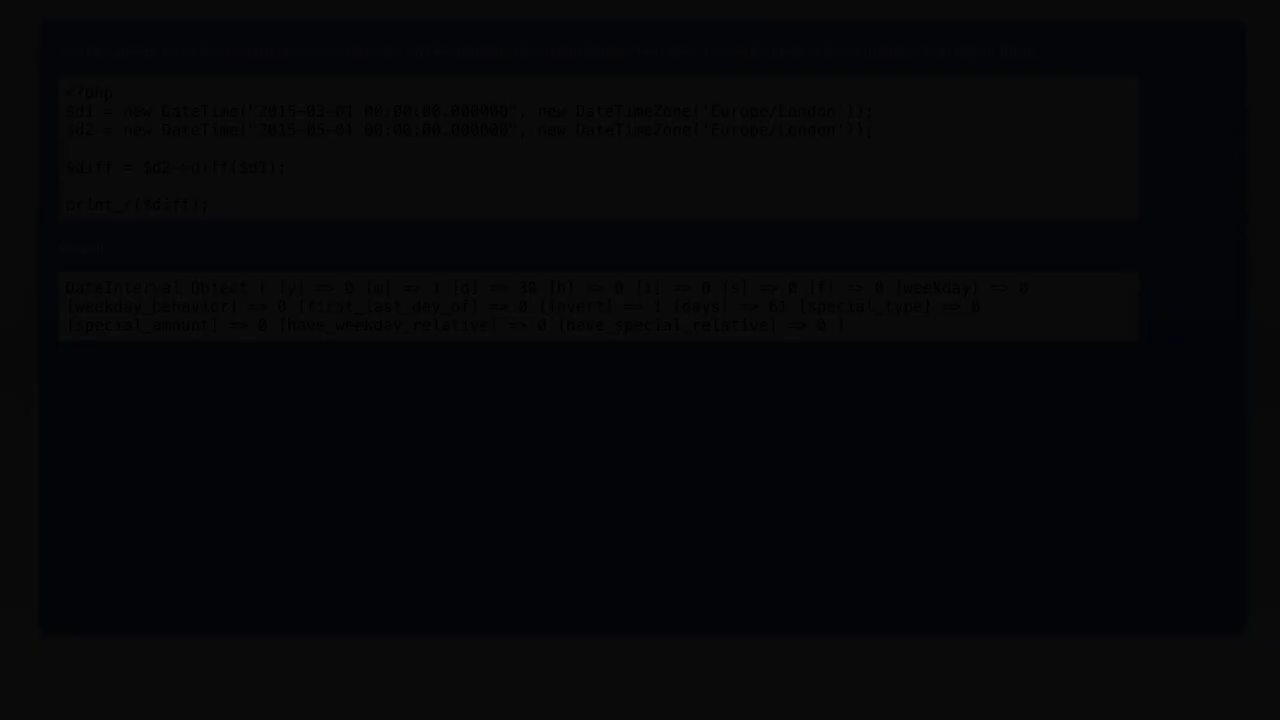 <?php
$d1 = new DateTime("2015-03-01 00:00:00.000000", new DateTimeZone('Europe/London'));
$d2 = new DateTime("2015-05-01 00:00:00.000000", new DateTimeZone('Europe/London'));
$diff = $d2->diff($d1);
print_r($diff);
DateInterval Object ( [y] => 0 [m] => 1 [d] => 30 [h] => 0 [i] => 0 [s] => 0 [f] => 0 [weekday] => 0
[weekday_behavior] => 0 [first_last_day_of] => 0 [invert] => 1 [days] => 61 [special_type] => 0
[special_amount] => 0 [have_weekday_relative] => 0 [have_special_relative] => 0 )